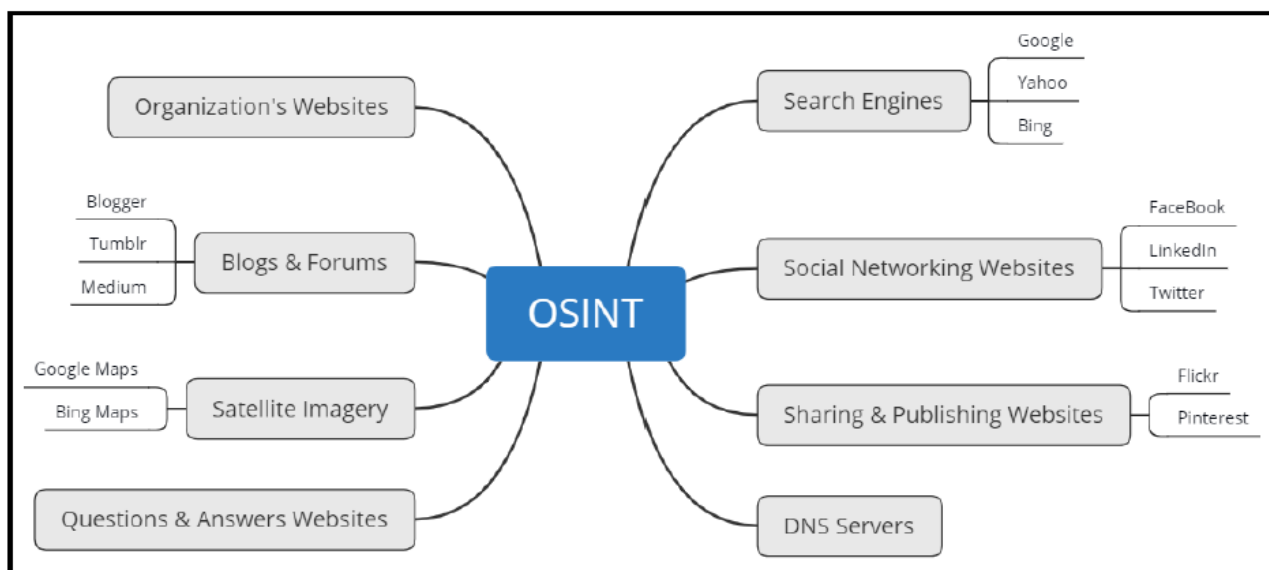 Organization's Websites
Blogger
Tumblr
Medium
Blogs & Forums
Google Maps
Bing Maps
Satellite Imagery
Questions & Answers Websites
OSINT
Search Engines
Google
Yahoo
Bing
Social Networking Websites
FaceBook
LinkedIn
Twitter
Sharing & Publishing Websites
Flickr
Pinterest
DNS Servers